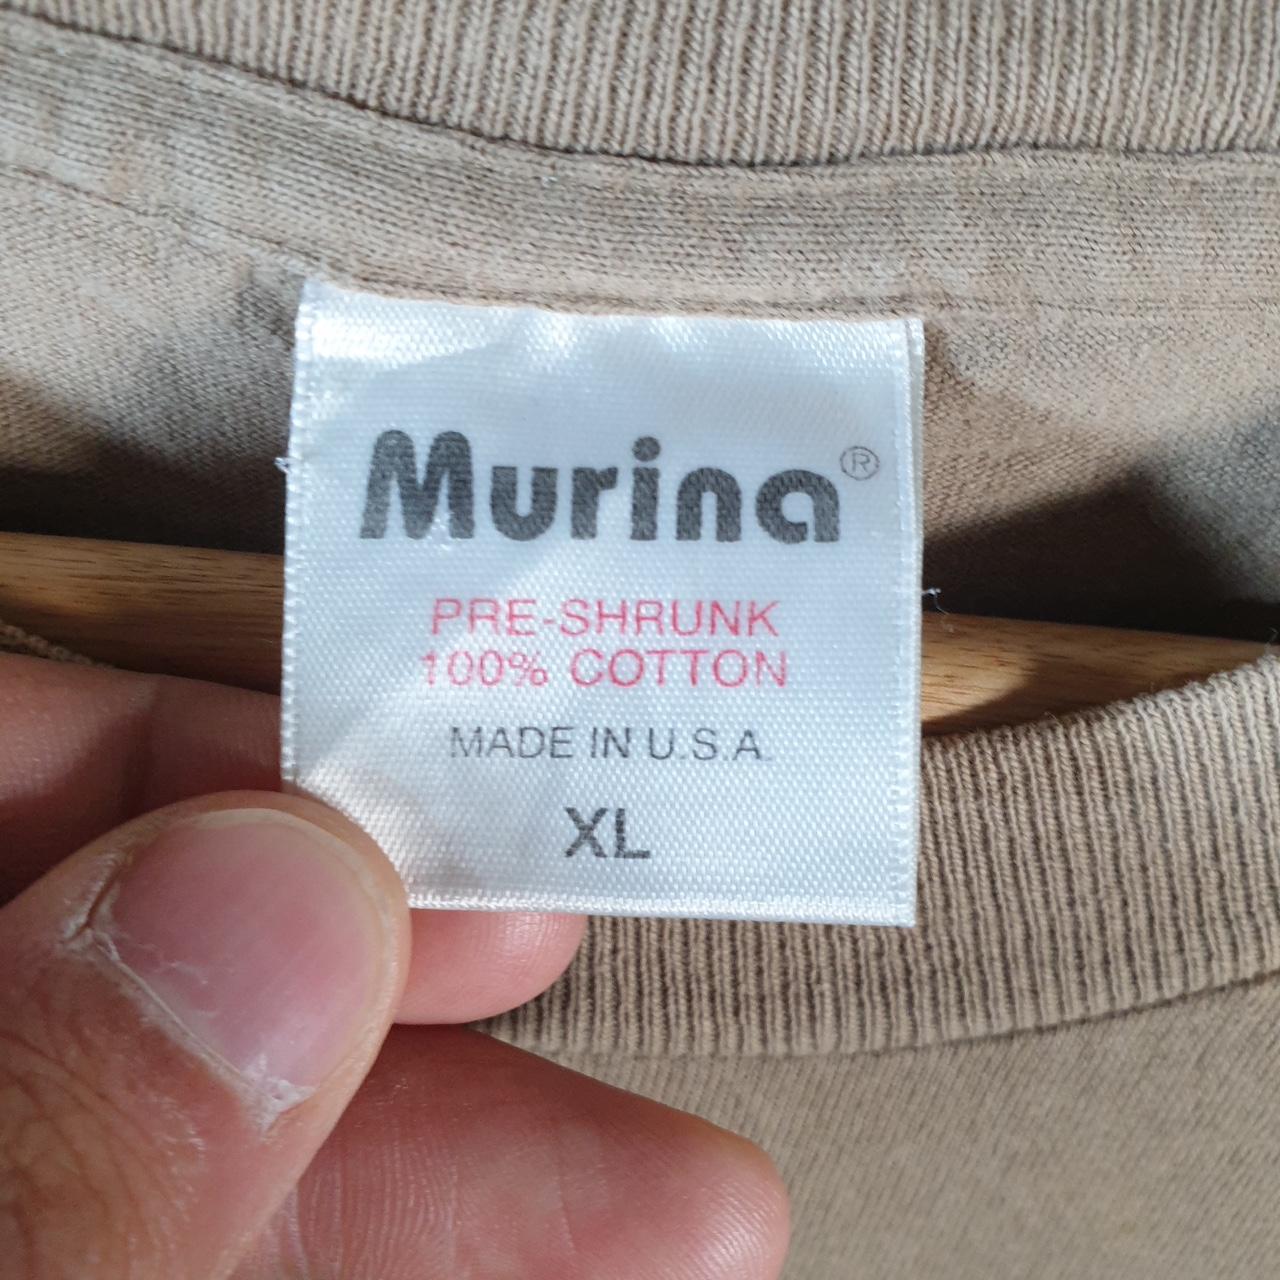 Murina®
PRE-SHRUNK
100% COTTON
MADE IN U.S.A.
XL